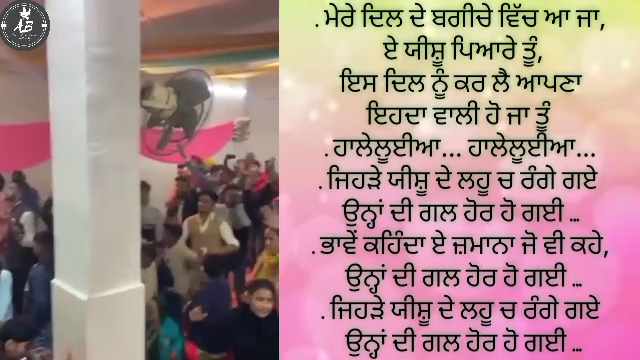 . ਮੇਰੇ ਦਿਲ ਦੇ ਬਗੀਚੇ ਵਿੱਚ ਆ ਜਾ,
ਏ ਯੀਸ਼ੂ ਪਿਆਰੇ ਤੂੰ,
ਇਸ ਦਿਲ ਨੂੰ ਕਰ ਲੈ ਆਪਣਾ
ਇਹਦਾ ਵਾਲੀ ਹੋ ਜਾ ਤੂੰ
. ਹਾਲੇਲੂਈਆ... ਹਾਲੇਲੂਈਆ...
. ਜਿਹੜੇ ਯੀਸ਼ੂ ਦੇ ਲਹੂ ਚ ਰੰਗੇ ਗਏ
ਉਨ੍ਹਾਂ ਦੀ ਗਲ ਹੋਰ ਹੋ ਗਈ ...
. ਭਾਵੇਂ ਕਹਿੰਦਾ ਏ ਜ਼ਮਾਨਾ ਜੋ ਵੀ ਕਹੇ,
ਉਨ੍ਹਾਂ ਦੀ ਗਲ ਹੋਰ ਹੋ ਗਈ ...
. ਜਿਹੜੇ ਯੀਸ਼ੂ ਦੇ ਲਹੂ ਚ ਰੰਗੇ ਗਏ
ਉਨ੍ਹਾਂ ਦੀ ਗਲ ਹੋਰ ਹੋ ਗਈ ...